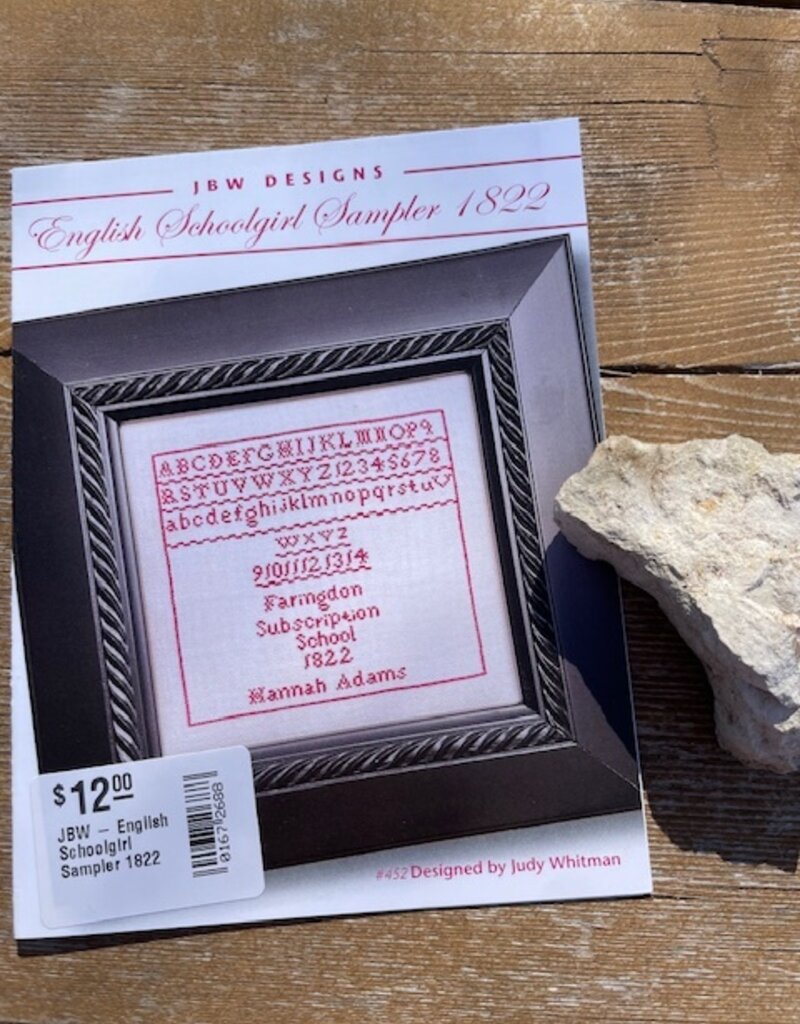 JBW DESIGNS
English Schoolgirl Sampler 1822
ABCDEFGHIJKLMNOPQ
RSTUVWXYZ12345678
abcdefghijklmnopqrstuv
wxyz
91011121314
Faringdon
Subscription
School
1822
Hannah Adams
$12.00
JBW – English
Schoolgirl
Sampler 1822
01672688
#452 Designed by Judy Whitman